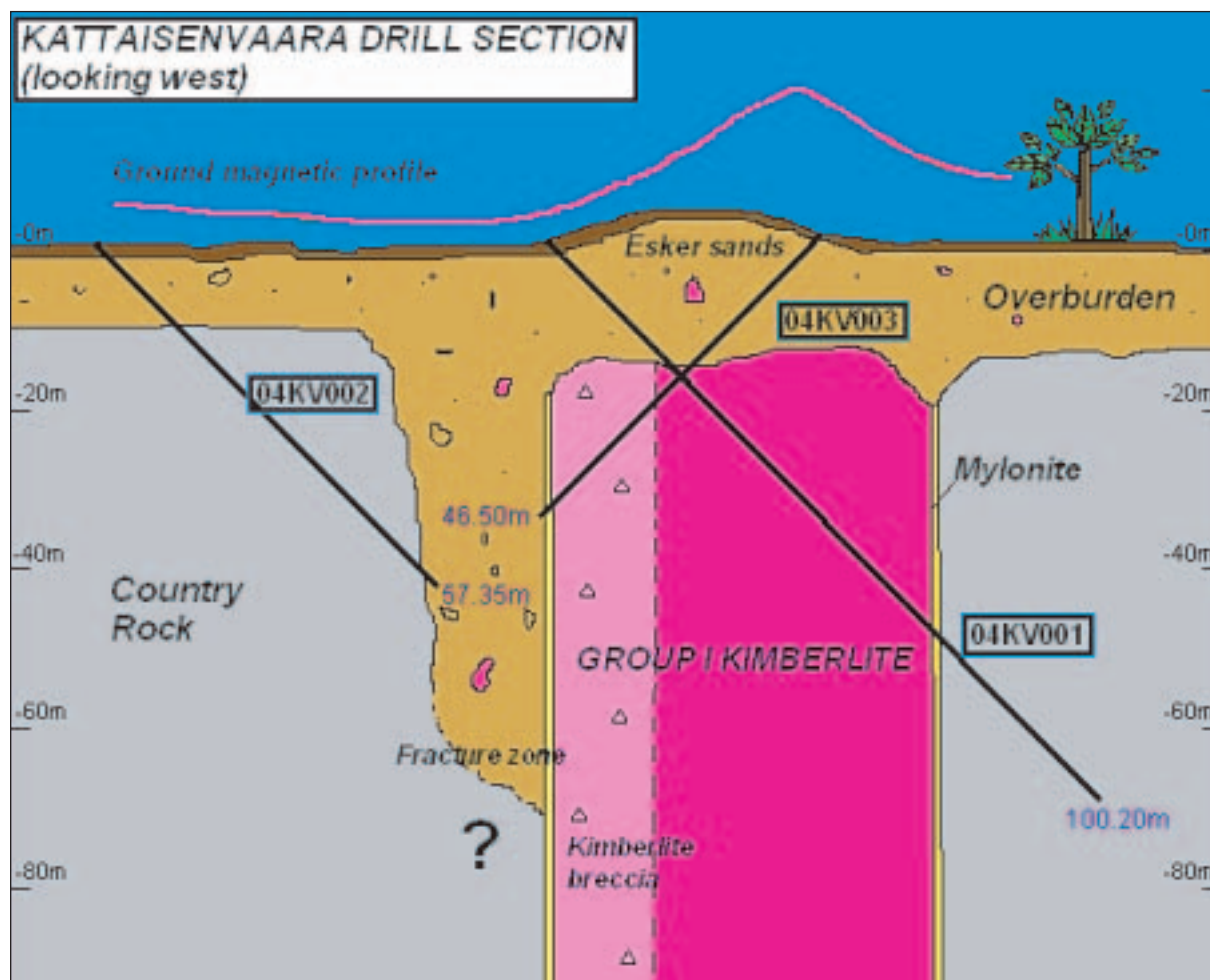 KATTAISENVAARA DRILL SECTION
(looking west)
Ground magnetic profile
-0m
-0m
Esker sands
Overburden
04KV003
04KV002
-20m
-20m
Mylonite
46.50m
-40m
-40m
57.35m
Country
Rock
04KV001
GROUP I KIMBERLITE
-60m
-60m
Fracture zone
100.20m
?
Kimberlite
breccia
-80m
-80m